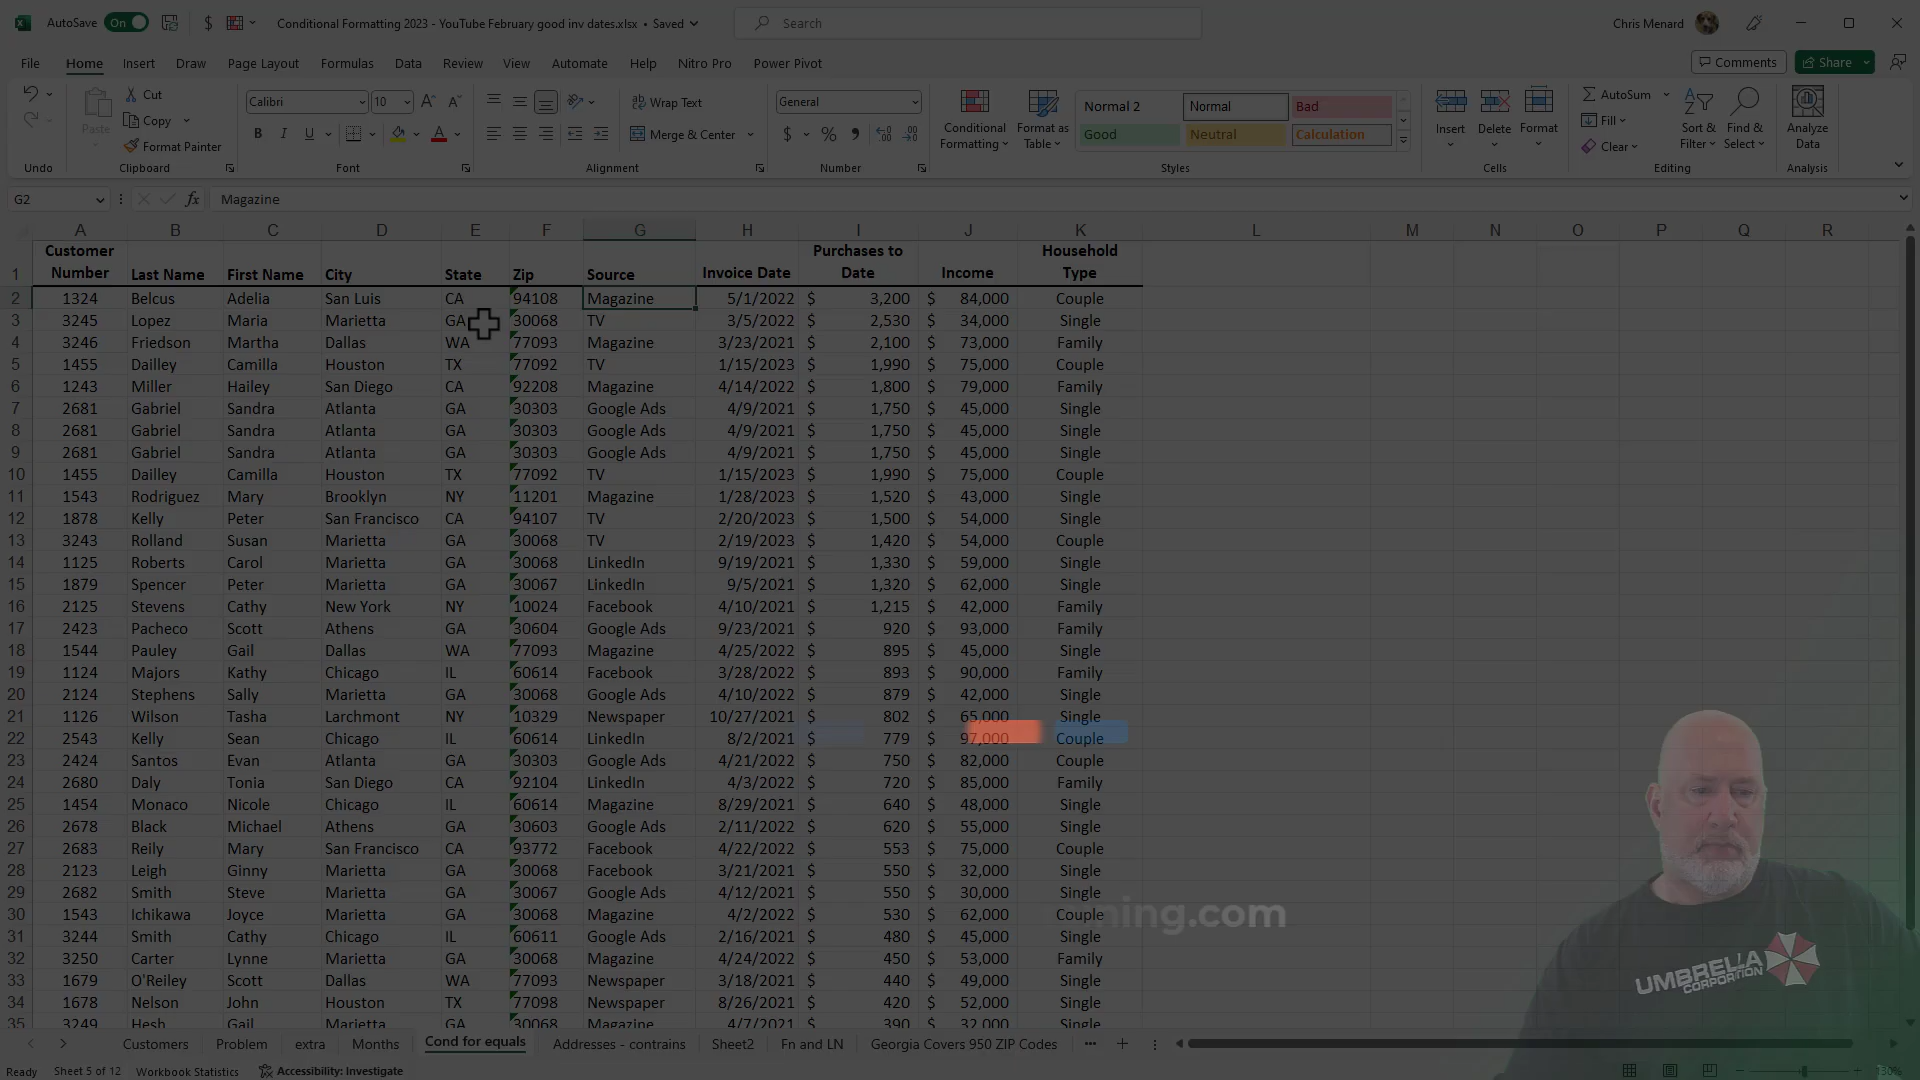 AutoSave On Conditional Formatting 2023 - YouTube February good inv dates.xlsx • Saved Search Chris Menard
File Home Insert Draw Page Layout Formulas Data Review View Automate Help Nitro Pro Power Pivot Comments Share
Cut
Copy
Format Painter
Paste
Undo Clipboard
Calibri 10
B I U A
Font
Wrap Text
Merge & Center
Alignment
General
$ % ,
Number
Conditional Formatting
Format as Table
Normal 2 Normal Bad
Good Neutral Calculation
Styles
Insert Delete Format
Cells
AutoSum
Fill
Clear
Sort & Filter
Find & Select
Editing
Analyze Data
Analysis
G2 fx Magazine
A B C D E F G H I J K L M N O P Q R
1 Customer Number Last Name First Name City State Zip Source Invoice Date Purchases to Date Income Household Type
2 1324 Belcus Adelia San Luis CA 94108 Magazine 5/1/2022 $ 3,200 $ 84,000 Couple
3 3245 Lopez Maria Marietta GA 30068 TV 3/5/2022 $ 2,530 $ 34,000 Single
4 3246 Friedson Martha Dallas WA 77093 Magazine 3/23/2021 $ 2,100 $ 73,000 Family
5 1455 Dailley Camilla Houston TX 77092 TV 1/15/2023 $ 1,990 $ 75,000 Couple
6 1243 Miller Hailey San Diego CA 92208 Magazine 4/14/2022 $ 1,800 $ 79,000 Family
7 2681 Gabriel Sandra Atlanta GA 30303 Google Ads 4/9/2021 $ 1,750 $ 45,000 Single
8 2681 Gabriel Sandra Atlanta GA 30303 Google Ads 4/9/2021 $ 1,750 $ 45,000 Single
9 2681 Gabriel Sandra Atlanta GA 30303 Google Ads 4/9/2021 $ 1,750 $ 45,000 Single
10 1455 Dailley Camilla Houston TX 77092 TV 1/15/2023 $ 1,990 $ 75,000 Couple
11 1543 Rodriguez Mary Brooklyn NY 11201 Magazine 1/28/2023 $ 1,520 $ 43,000 Single
12 1878 Kelly Peter San Francisco CA 94107 TV 2/20/2023 $ 1,500 $ 54,000 Single
13 3243 Rolland Susan Marietta GA 30068 TV 2/19/2023 $ 1,420 $ 54,000 Couple
14 1125 Roberts Carol Marietta GA 30068 LinkedIn 9/19/2021 $ 1,330 $ 59,000 Single
15 1879 Spencer Peter Marietta GA 30067 LinkedIn 9/5/2021 $ 1,320 $ 62,000 Single
16 2125 Stevens Cathy New York NY 10024 Facebook 4/10/2021 $ 1,215 $ 42,000 Family
17 2423 Pacheco Scott Athens GA 30604 Google Ads 9/23/2021 $ 920 $ 93,000 Family
18 1544 Pauley Gail Dallas WA 77093 Magazine 4/25/2022 $ 895 $ 45,000 Single
19 1124 Majors Kathy Chicago IL 60614 Facebook 3/28/2022 $ 893 $ 90,000 Family
20 2124 Stephens Sally Marietta GA 30068 Google Ads 4/10/2022 $ 879 $ 42,000 Single
21 1126 Wilson Tasha Larchmont NY 10329 Newspaper 10/27/2021 $ 802 $ 65,000 Single
22 2543 Kelly Sean Chicago IL 60614 LinkedIn 8/2/2021 $ 779 $ 97,000 Couple
23 2424 Santos Evan Atlanta GA 30303 Google Ads 4/21/2022 $ 750 $ 82,000 Couple
24 2680 Daly Tonia San Diego CA 92104 LinkedIn 4/3/2022 $ 720 $ 85,000 Family
25 1454 Monaco Nicole Chicago IL 60614 Magazine 8/29/2021 $ 640 $ 48,000 Single
26 2678 Black Michael Athens GA 30603 Google Ads 2/11/2022 $ 620 $ 55,000 Single
27 2683 Reily Mary San Francisco CA 93772 Facebook 4/22/2022 $ 553 $ 75,000 Couple
28 2123 Leigh Ginny Marietta GA 30068 Facebook 3/21/2021 $ 550 $ 32,000 Single
29 2682 Smith Steve Marietta GA 30067 Google Ads 4/12/2021 $ 550 $ 30,000 Single
30 1543 Ichikawa Joyce Marietta GA 30068 Magazine 4/2/2022 $ 530 $ 62,000 Couple
31 3244 Smith Cathy Chicago IL 60611 Google Ads 2/16/2021 $ 480 $ 45,000 Single
32 3250 Carter Lynne Marietta GA 30068 Magazine 4/24/2022 $ 450 $ 53,000 Family
33 1679 O'Reiley Scott Dallas WA 77093 Newspaper 3/18/2021 $ 440 $ 49,000 Single
34 1678 Nelson John Houston TX 77098 Newspaper 8/26/2021 $ 420 $ 52,000 Single
35 3249 Hesh Gail Marietta GA 30068 Magazine 4/7/2021 $ 390 $ 32,000 Single
ning.com
UMBRELLA
CORPORATION
Customers Problem extra Months Cond for equals Addresses - contrains Sheet2 Fn and LN Georgia Covers 950 ZIP Codes
Sheet 5 of 12 Workbook Statistics Accessibility: Investigate